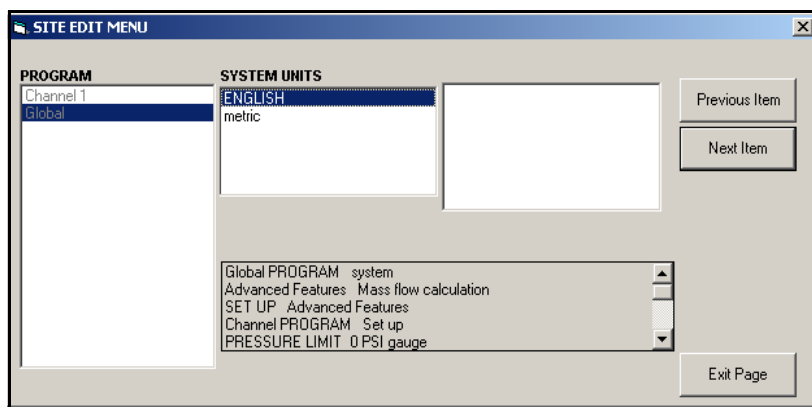 SITE EDIT MENU
PROGRAM
Channel 1
Global
SYSTEM UNITS
ENGLISH
metric
Previous Item
Next Item
Global PROGRAM system
Advanced Features Mass flow calculation
SET UP Advanced Features
Channel PROGRAM Set up
PRESSURE LIMIT 0 PSI gauge
Exit Page